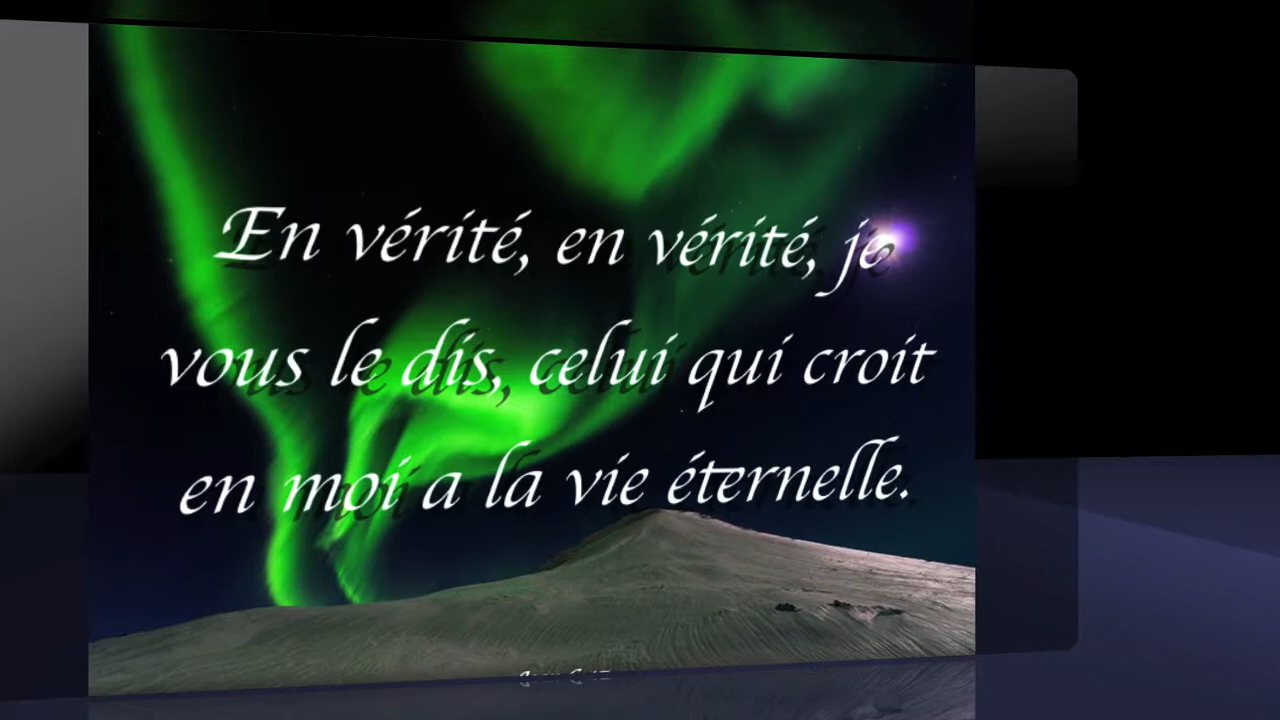 En vérité, en vérité, je
vous le dis, celui qui croit
en moi a la vie éternelle.